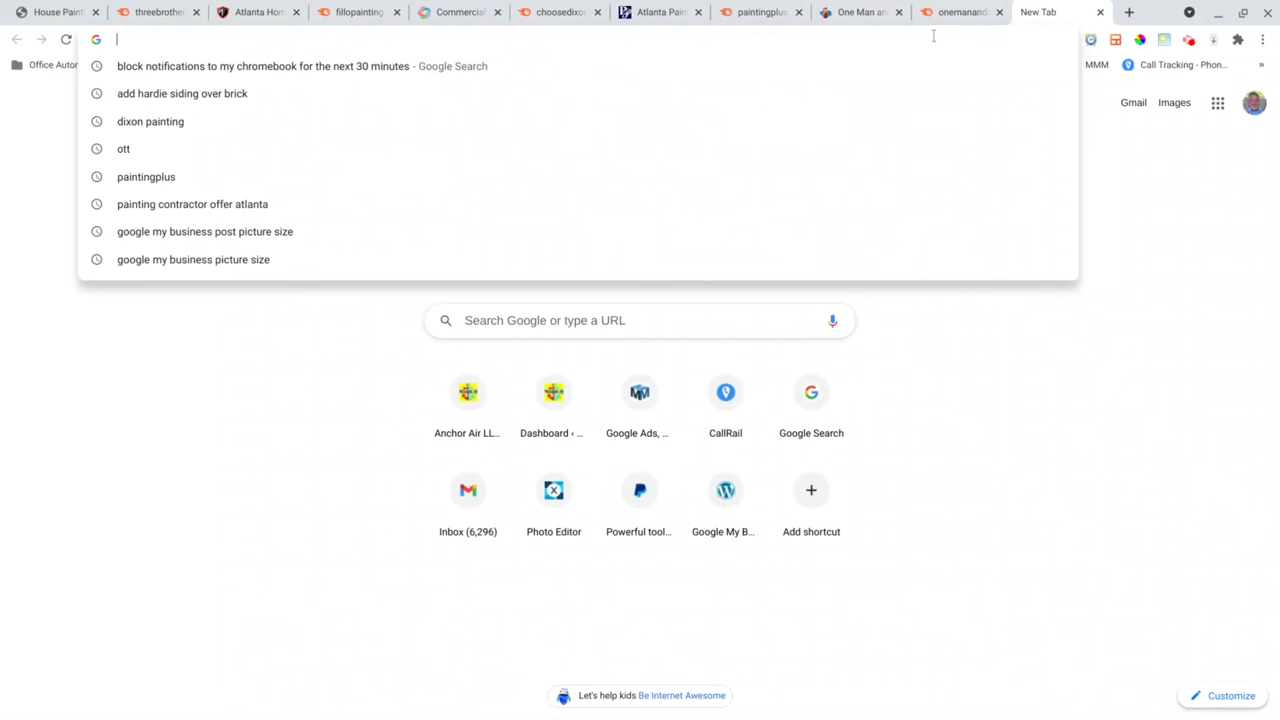 House Paint
threebrothe
Atlanta Hom
fillopainting
Commercial
choosedixo
Atlanta Pain
paintingplus
One Man an
onemanand
New Tab
Office Autor
MMM
Call Tracking - Phon...
»
block notifications to my chromebook for the next 30 minutes - Google Search
add hardie siding over brick
dixon painting
ott
paintingplus
painting contractor offer atlanta
google my business post picture size
google my business picture size
Gmail
Images
Search Google or type a URL
Anchor Air LL...
Dashboard ‹ ...
Google Ads, ...
CallRail
Google Search
Inbox (6,296)
Photo Editor
Powerful tool...
Google My B...
Add shortcut
Let's help kids Be Internet Awesome
Customize